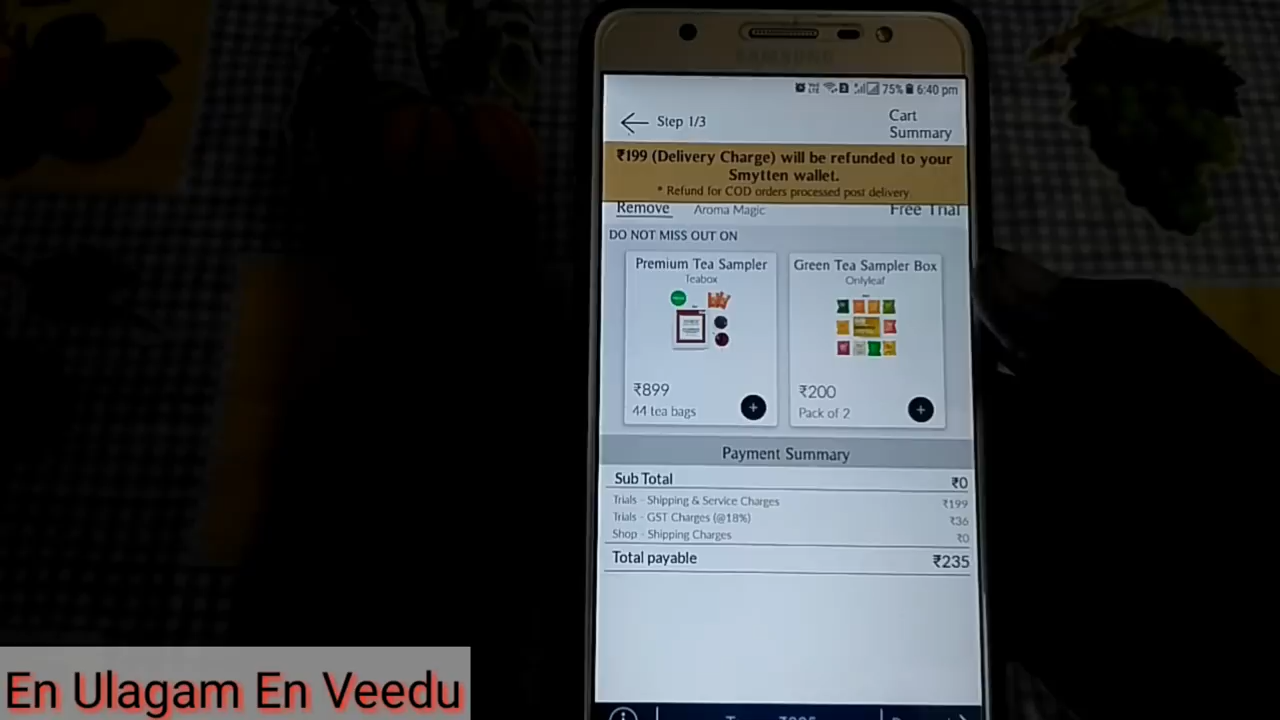 SAMSUNG
75% 6:40 pm
Step 1/3
Cart
Summary
₹199 (Delivery Charge) will be refunded to your
Smytten wallet.
* Refund for COD orders processed post delivery.
Remove Aroma Magic Free Trial
DO NOT MISS OUT ON
Premium Tea Sampler
Teabox
₹899
44 tea bags
Green Tea Sampler Box
Onlyleaf
₹200
Pack of 2
Payment Summary
Sub Total ₹0
Trials - Shipping & Service Charges ₹199
Trials - GST Charges (@18%) ₹36
Shop - Shipping Charges ₹0
Total payable ₹235
En Ulagam En Veedu